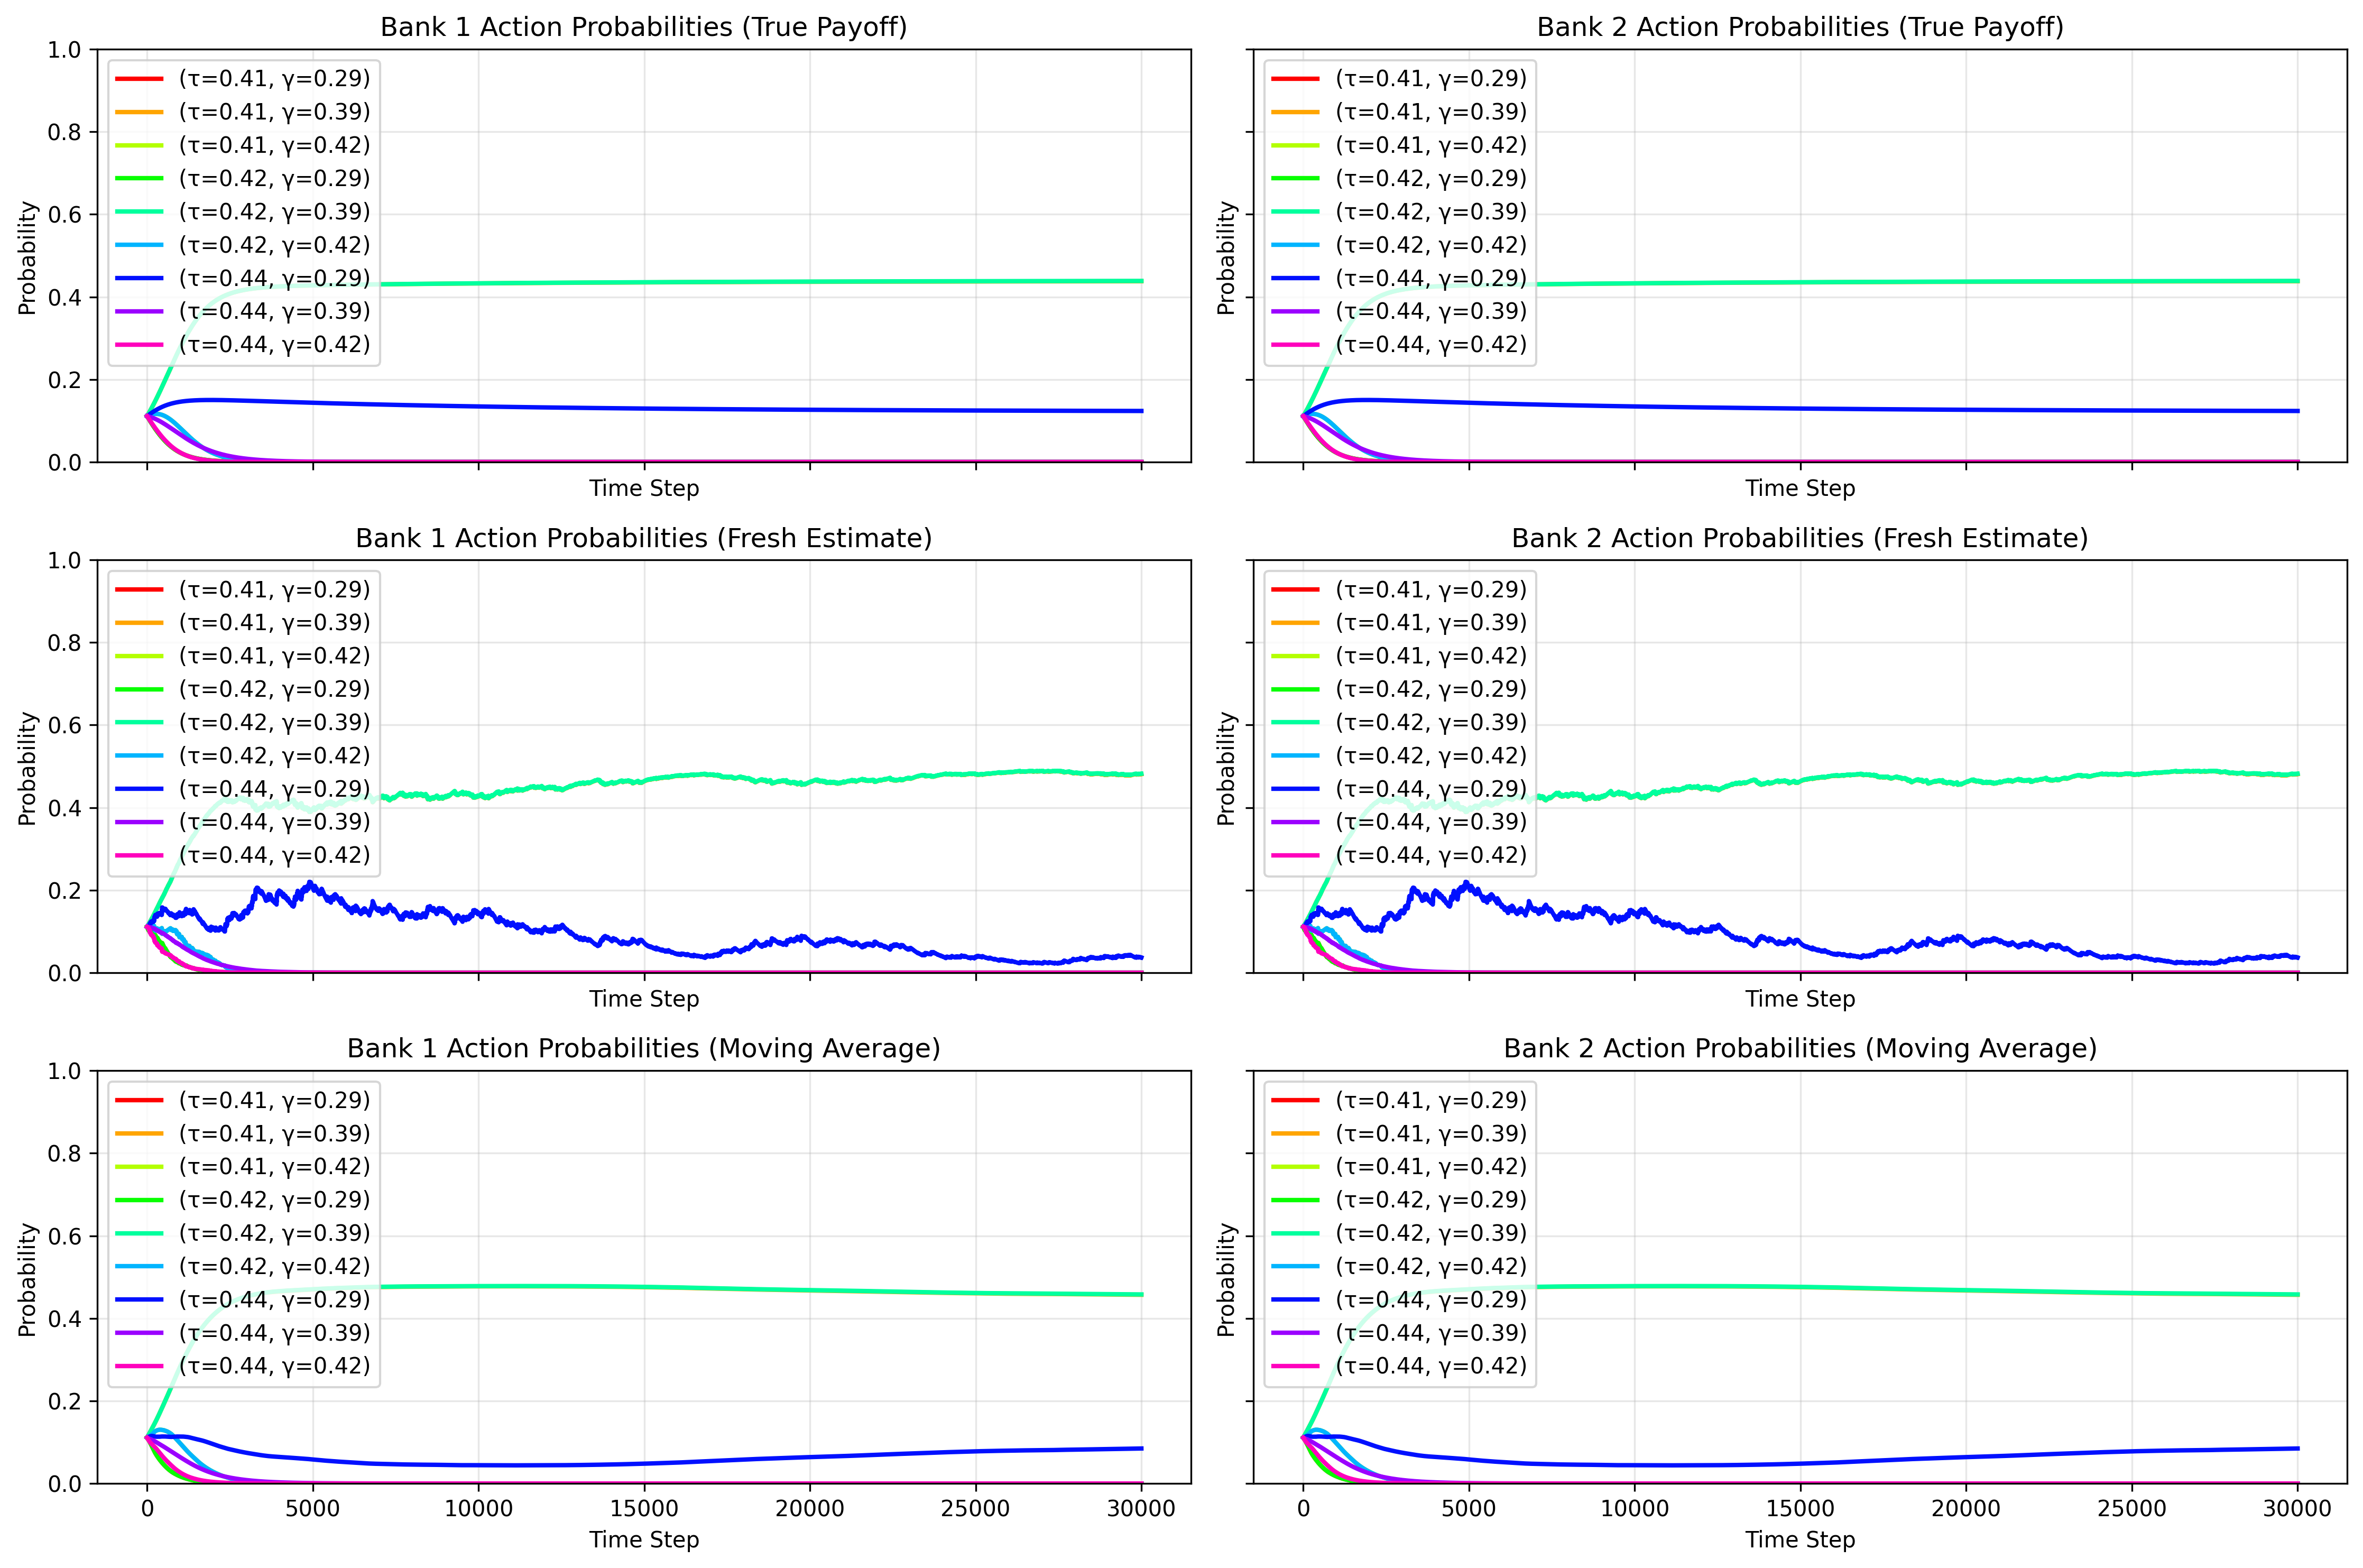 Bank 1 Action Probabilities (True Payoff)
Probability
1.0
0.8
0.6
0.4
0.2
0.0
(τ=0.41, γ=0.29)
(τ=0.41, γ=0.39)
(τ=0.41, γ=0.42)
(τ=0.42, γ=0.29)
(τ=0.42, γ=0.39)
(τ=0.42, γ=0.42)
(τ=0.44, γ=0.29)
(τ=0.44, γ=0.39)
(τ=0.44, γ=0.42)
Time Step
Bank 2 Action Probabilities (True Payoff)
Probability
(τ=0.41, γ=0.29)
(τ=0.41, γ=0.39)
(τ=0.41, γ=0.42)
(τ=0.42, γ=0.29)
(τ=0.42, γ=0.39)
(τ=0.42, γ=0.42)
(τ=0.44, γ=0.29)
(τ=0.44, γ=0.39)
(τ=0.44, γ=0.42)
Time Step
Bank 1 Action Probabilities (Fresh Estimate)
Probability
1.0
0.8
0.6
0.4
0.2
0.0
(τ=0.41, γ=0.29)
(τ=0.41, γ=0.39)
(τ=0.41, γ=0.42)
(τ=0.42, γ=0.29)
(τ=0.42, γ=0.39)
(τ=0.42, γ=0.42)
(τ=0.44, γ=0.29)
(τ=0.44, γ=0.39)
(τ=0.44, γ=0.42)
Time Step
Bank 2 Action Probabilities (Fresh Estimate)
Probability
(τ=0.41, γ=0.29)
(τ=0.41, γ=0.39)
(τ=0.41, γ=0.42)
(τ=0.42, γ=0.29)
(τ=0.42, γ=0.39)
(τ=0.42, γ=0.42)
(τ=0.44, γ=0.29)
(τ=0.44, γ=0.39)
(τ=0.44, γ=0.42)
Time Step
Bank 1 Action Probabilities (Moving Average)
Probability
1.0
0.8
0.6
0.4
0.2
0.0
(τ=0.41, γ=0.29)
(τ=0.41, γ=0.39)
(τ=0.41, γ=0.42)
(τ=0.42, γ=0.29)
(τ=0.42, γ=0.39)
(τ=0.42, γ=0.42)
(τ=0.44, γ=0.29)
(τ=0.44, γ=0.39)
(τ=0.44, γ=0.42)
0 5000 10000 15000 20000 25000 30000
Time Step
Bank 2 Action Probabilities (Moving Average)
Probability
(τ=0.41, γ=0.29)
(τ=0.41, γ=0.39)
(τ=0.41, γ=0.42)
(τ=0.42, γ=0.29)
(τ=0.42, γ=0.39)
(τ=0.42, γ=0.42)
(τ=0.44, γ=0.29)
(τ=0.44, γ=0.39)
(τ=0.44, γ=0.42)
0 5000 10000 15000 20000 25000 30000
Time Step